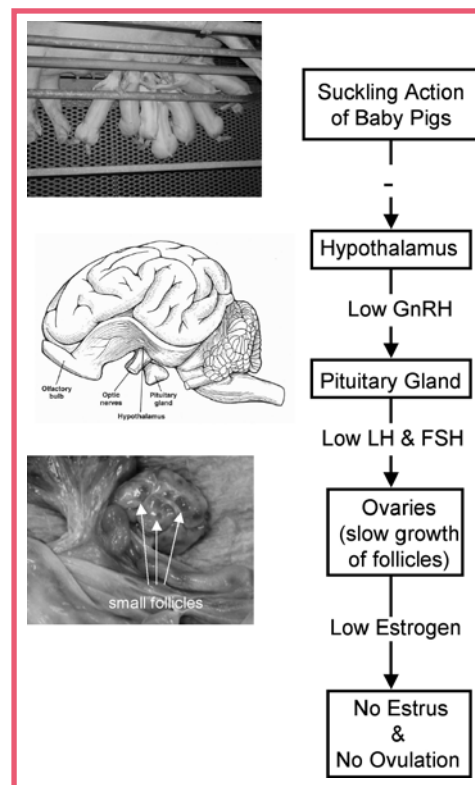 Suckling Action
of Baby Pigs
-
Hypothalamus
Low GnRH
Pituitary Gland
Low LH & FSH
Ovaries
(slow growth
of follicles)
Low Estrogen
No Estrus
&
No Ovulation
Olfactory
bulb
Optic
nerves
Hypothalamus
Pituitary
gland
small follicles